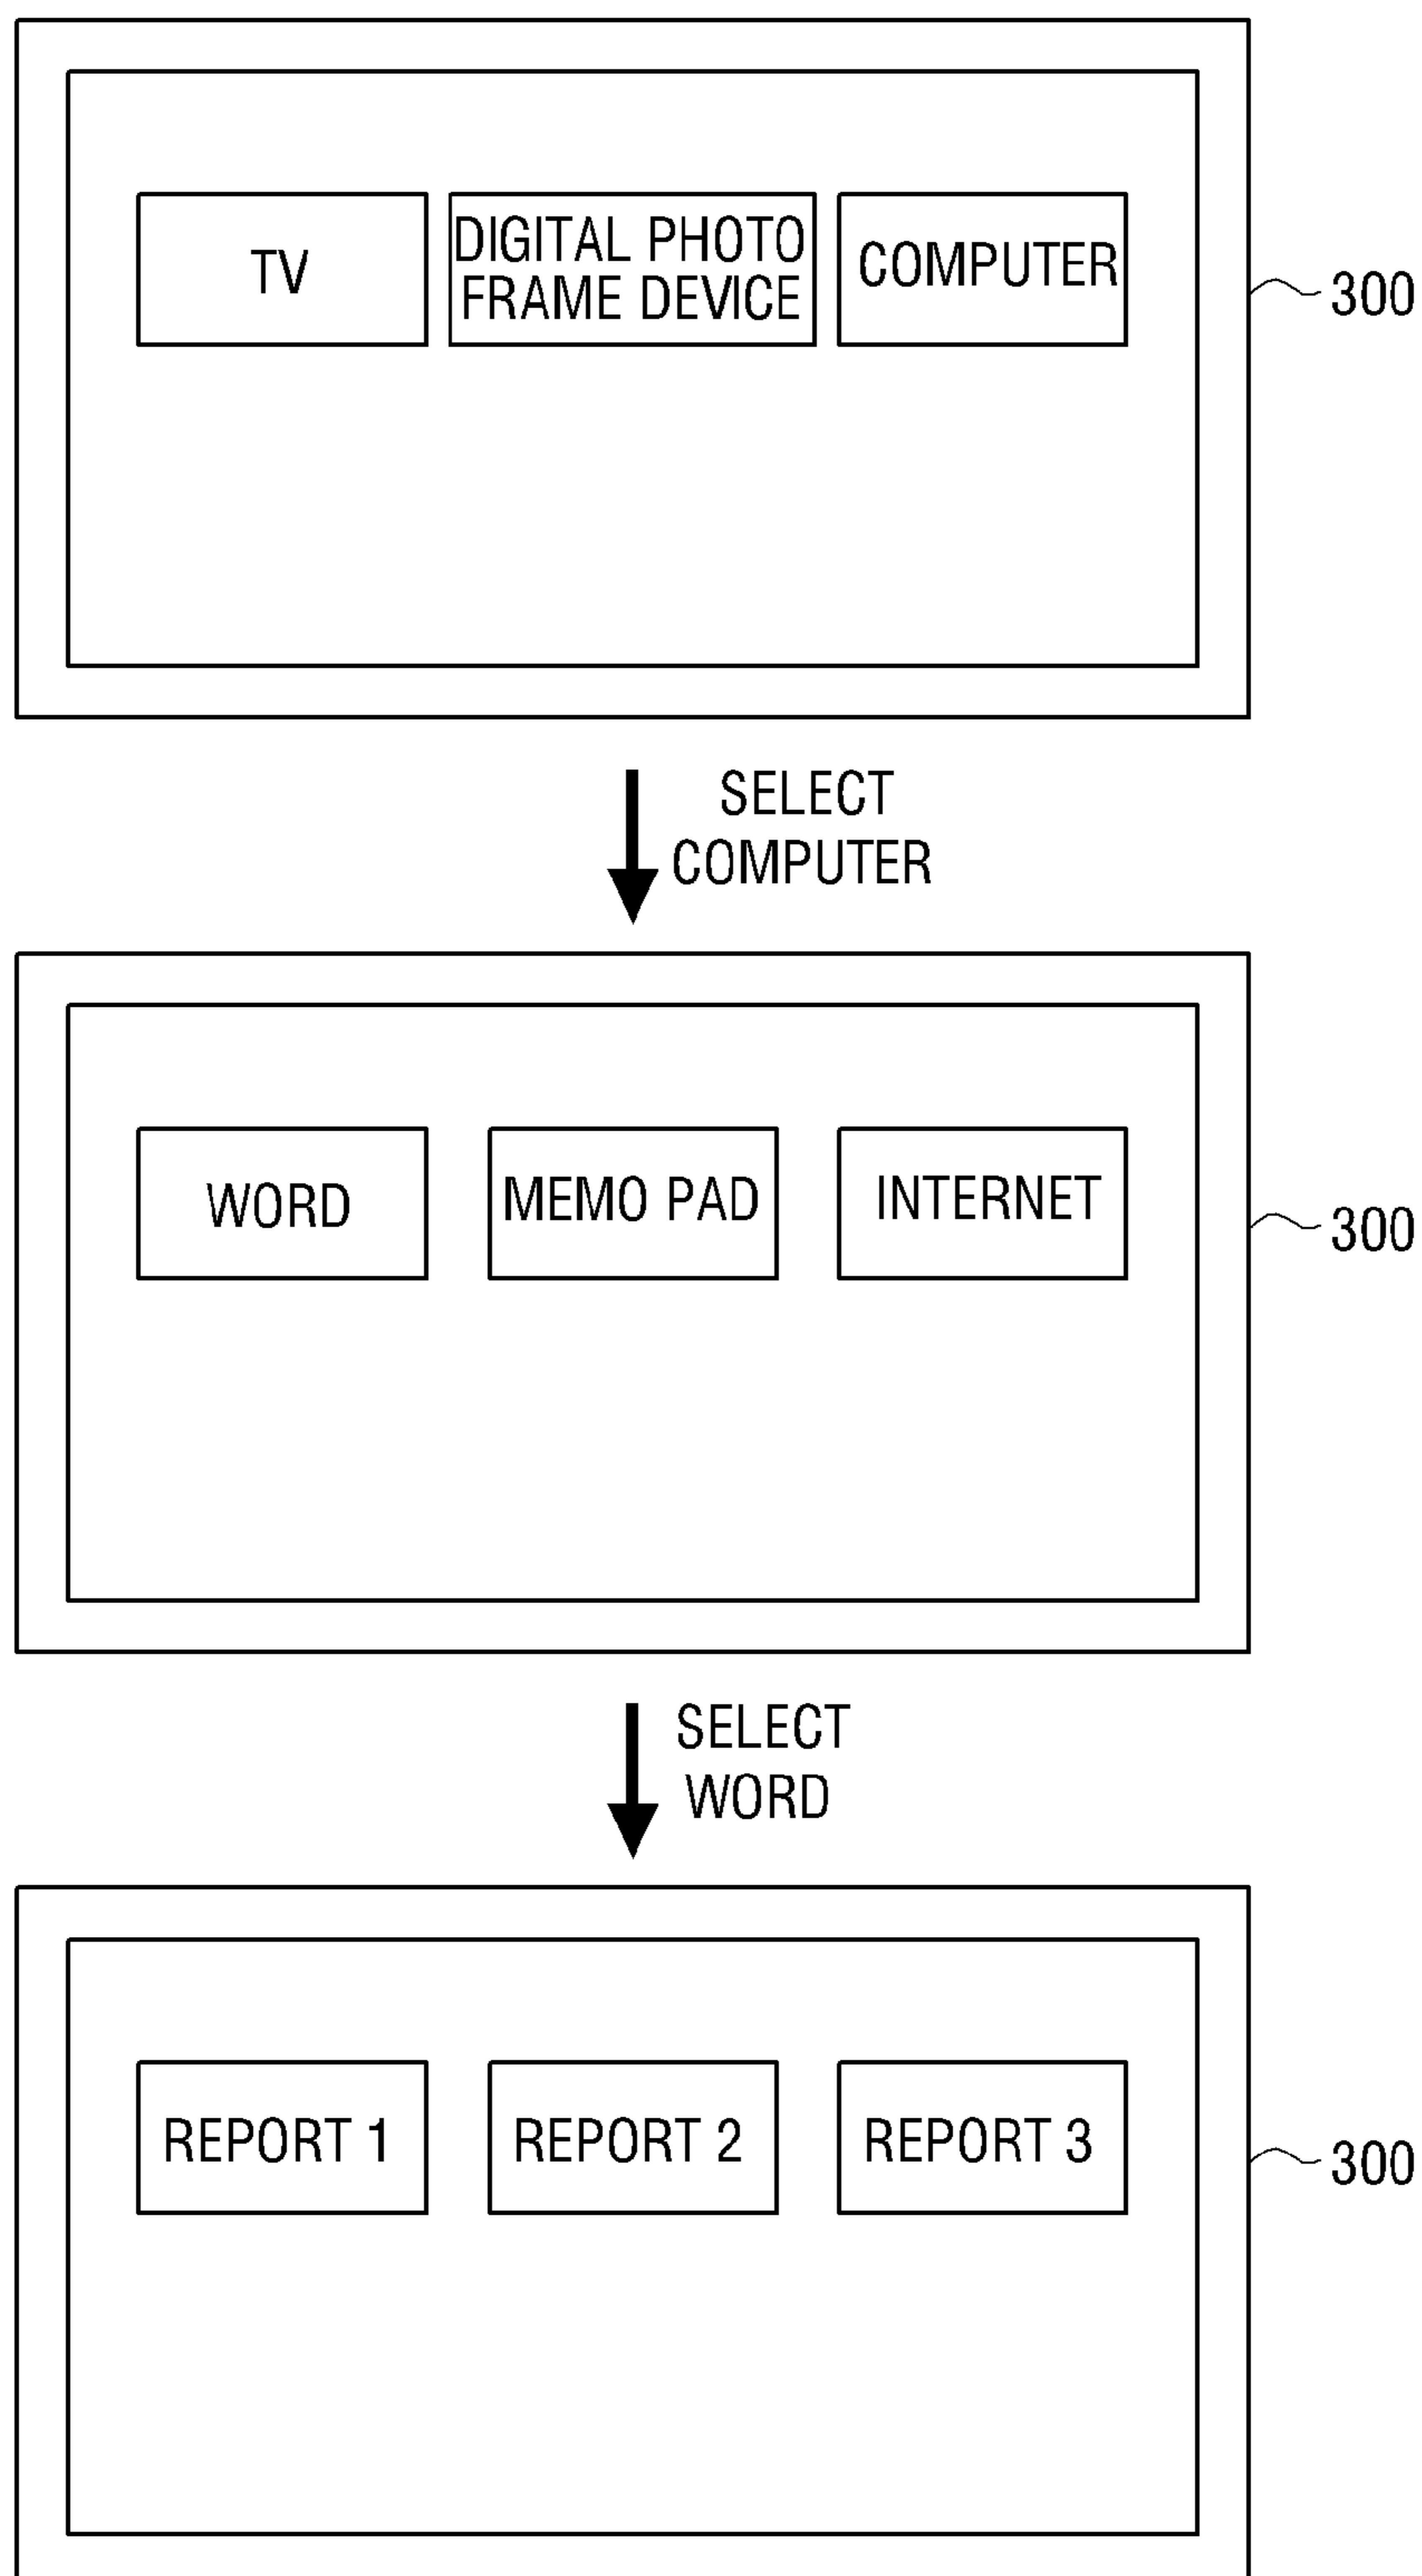 TV
DIGITAL PHOTO
FRAME DEVICE
COMPUTER
300
SELECT
COMPUTER
WORD
MEMO PAD
INTERNET
300
SELECT
WORD
REPORT 1
REPORT 2
REPORT 3
300